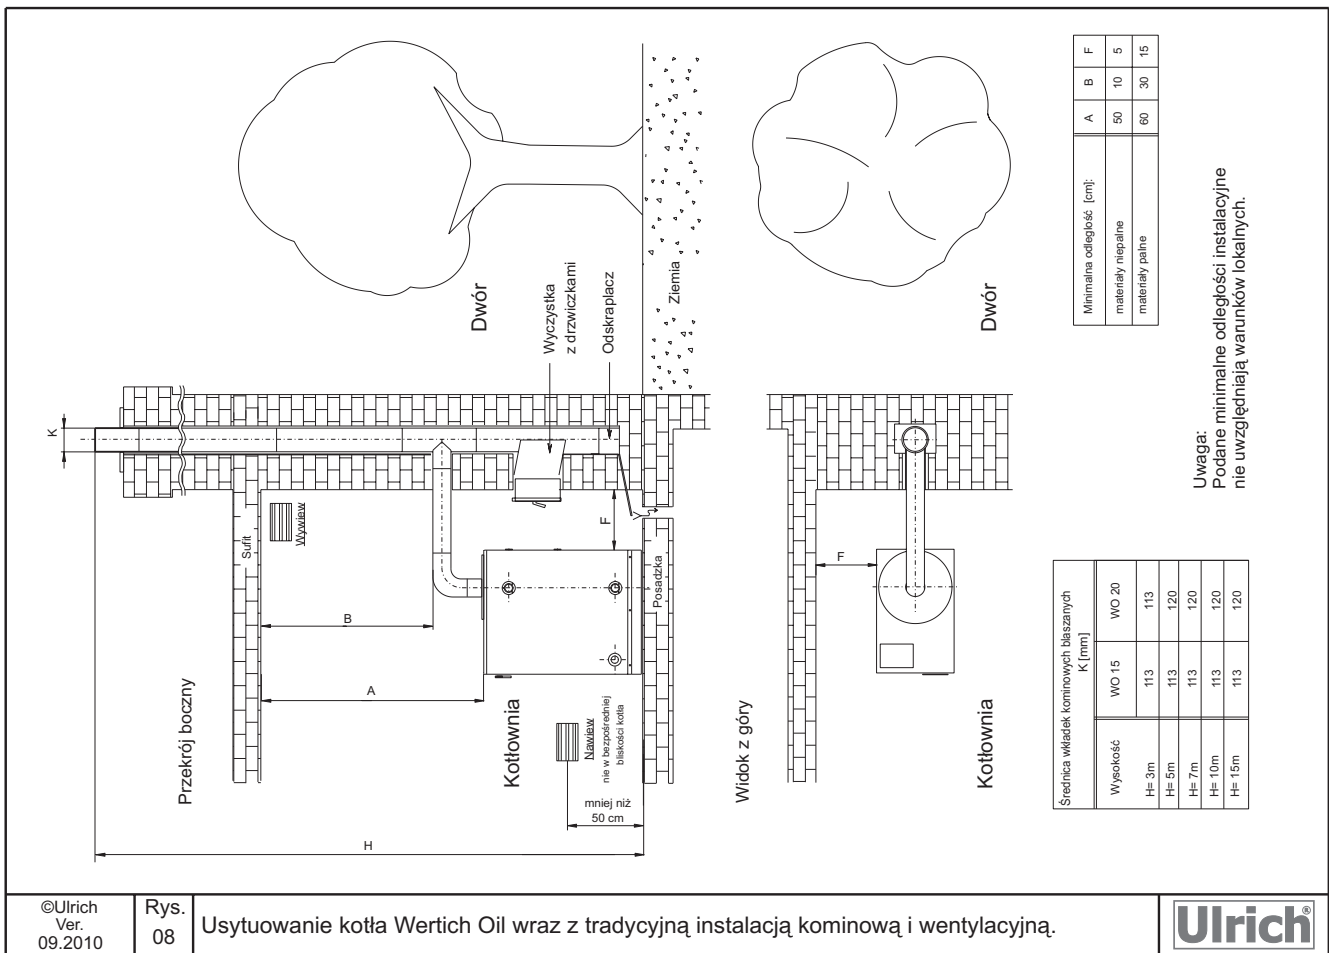 Przekrój boczny
K
H
A
B
F
Sufit
Wywiew
Kotłownia
Nawiew
nie w bezpośredniej
bliskości kotła
mniej niż
50 cm
Posadzka
Dwór
Wyczystka
z drzwiczkami
Odskraplacz
Ziemia
Widok z góry
F
Kotłownia
Dwór
Minimalna odległość [cm]: A B F
materiały niepalne 50 10 5
materiały palne 60 30 15
Uwaga:
Podane minimalne odległości instalacyjne
nie uwzględniają warunków lokalnych.
Średnica wkładek kominowych blaszanych
K [mm]
Wysokość WO 15 WO 20
H= 3m 113 113
H= 5m 113 120
H= 7m 113 120
H= 10m 113 120
H= 15m 113 120
©Ulrich
Ver.
09.2010
Rys.
08
Usytuowanie kotła Wertich Oil wraz z tradycyjną instalacją kominową i wentylacyjną.
Ulrich®